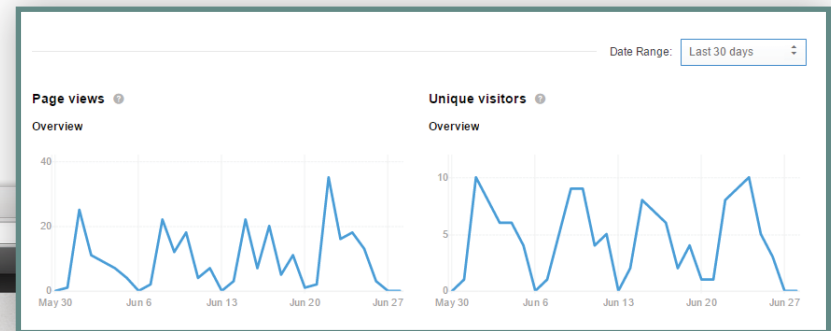 Date Range: Last 30 days
Page views ?
Unique visitors ?
Overview
Overview
40
20
0
May 30 Jun 6 Jun 13 Jun 20 Jun 27
10
5
0
May 30 Jun 6 Jun 13 Jun 20 Jun 27